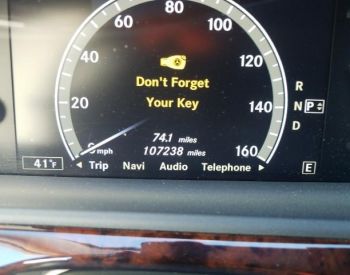 80
100
60
120
Don't Forget
Your Key
40
R
140
N P
20
D
74.1 miles
107238 miles
mph
160
41°F
Trip Navi Audio Telephone
E